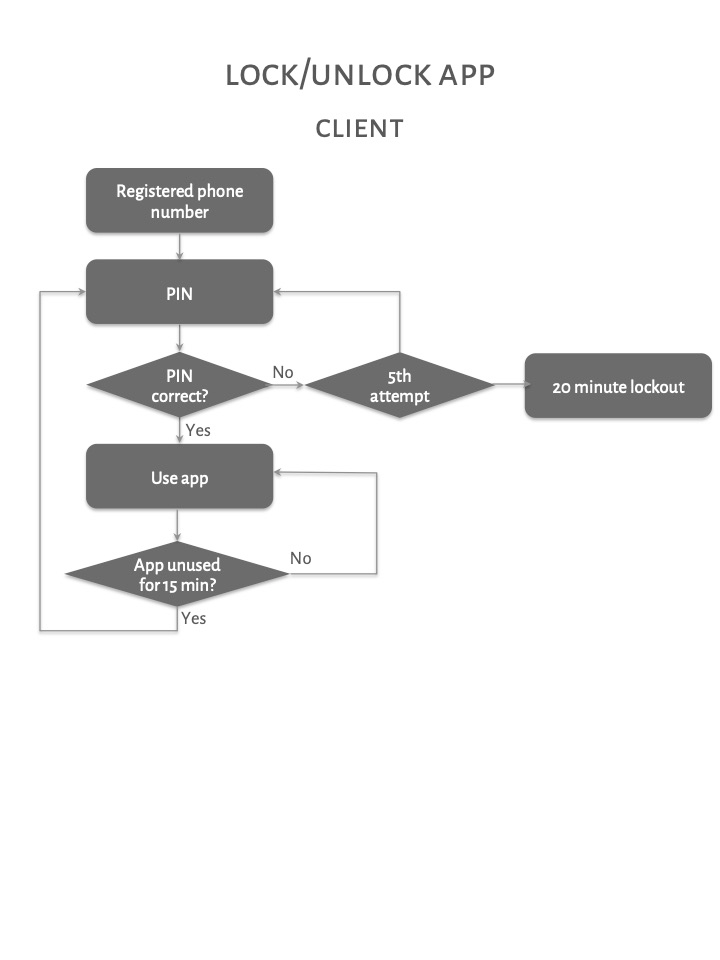 LOCK/UNLOCK APP
CLIENT
Registered phone
number
PIN
PIN
correct?
No
5th
attempt
20 minute lockout
Yes
Use app
App unused
for 15 min?
No
Yes